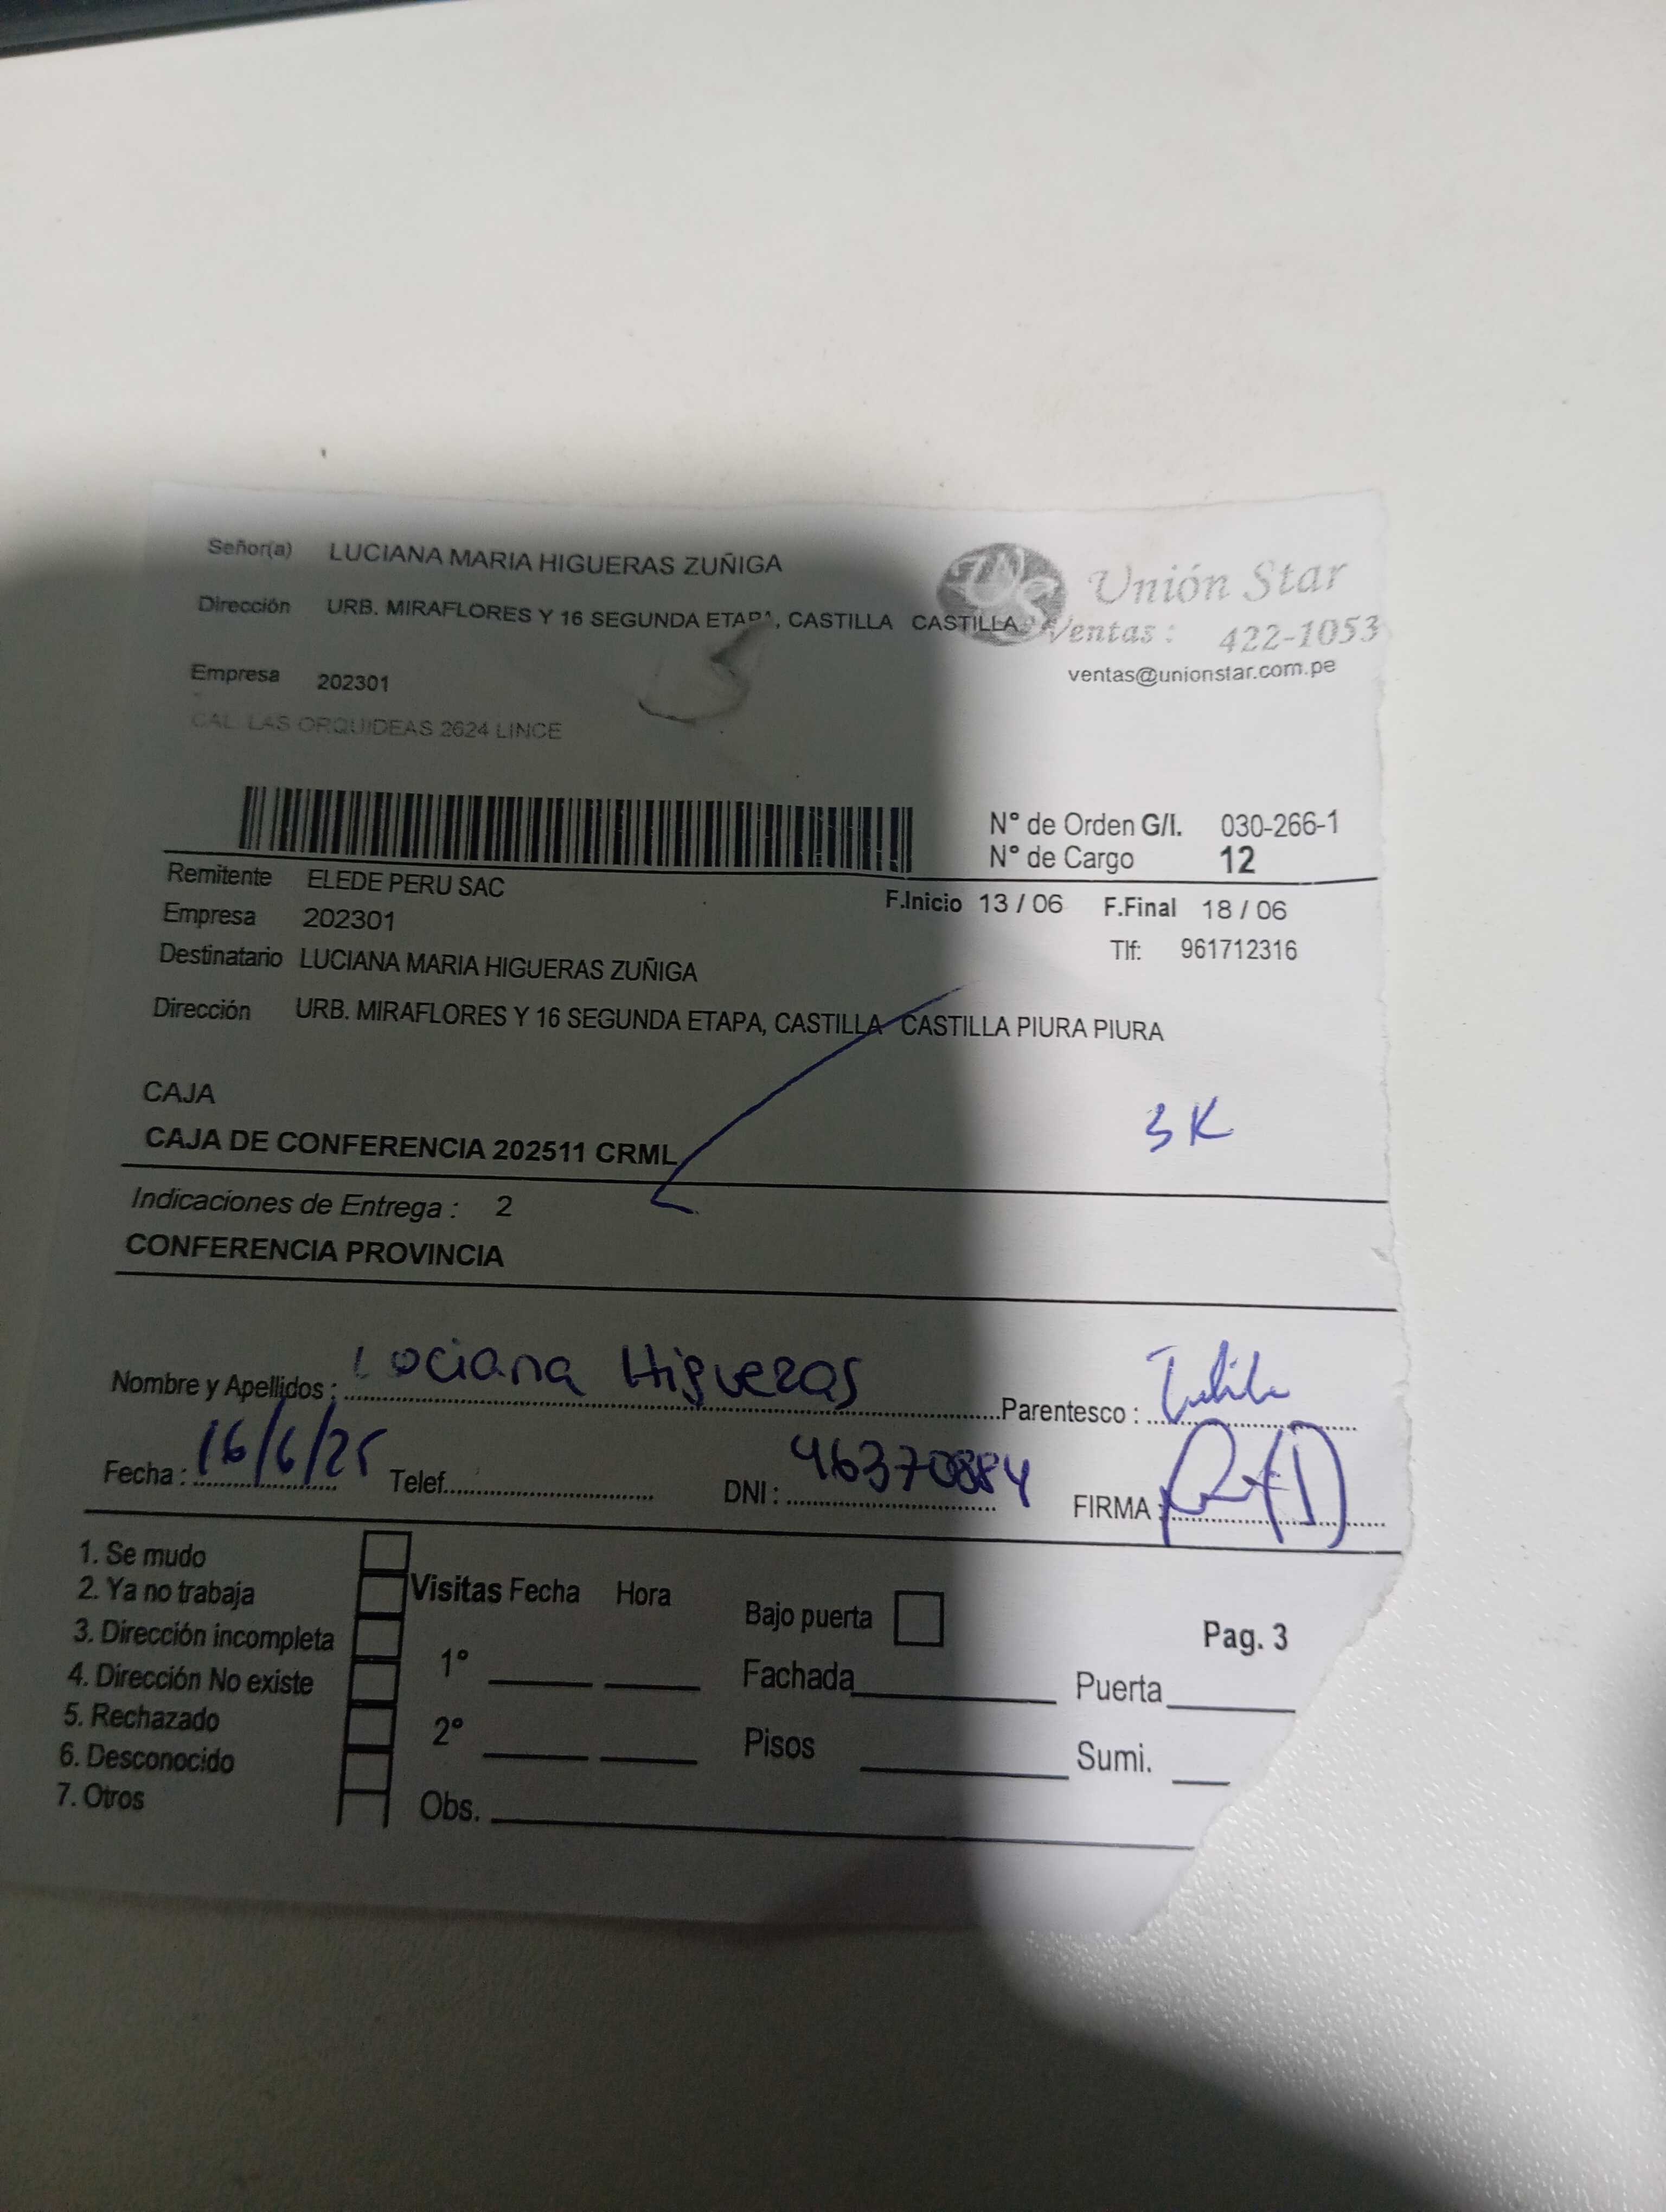 Señor(a) LUCIANA MARIA HIGUERAS ZUÑIGA
Unión Star
Dirección URB. MIRAFLORES Y 16 SEGUNDA ETAPA, CASTILLA CASTILLA
Ventas : 422-1053
ventas@unionstar.com.pe
Empresa 202301
CAL. LAS ORQUIDEAS 2624 LINCE
N° de Orden G/I. 030-266-1
N° de Cargo 12
Remitente ELEDE PERU SAC
F.Inicio 13 / 06 F.Final 18 / 06
Empresa 202301
Tlf: 961712316
Destinatario LUCIANA MARIA HIGUERAS ZUÑIGA
Dirección URB. MIRAFLORES Y 16 SEGUNDA ETAPA, CASTILLA CASTILLA PIURA PIURA
CAJA
3K
CAJA DE CONFERENCIA 202511 CRML
Indicaciones de Entrega : 2
CONFERENCIA PROVINCIA
Nombre y Apellidos : Luciana Higueras Parentesco :
Fecha : 16/6/25 Telef. DNI : 46370884 FIRMA :
1. Se mudo
2. Ya no trabaja Visitas Fecha Hora Bajo puerta
3. Dirección incompleta Pag. 3
4. Dirección No existe 1° Fachada Puerta
5. Rechazado
6. Desconocido 2° Pisos Sumi.
7. Otros Obs.